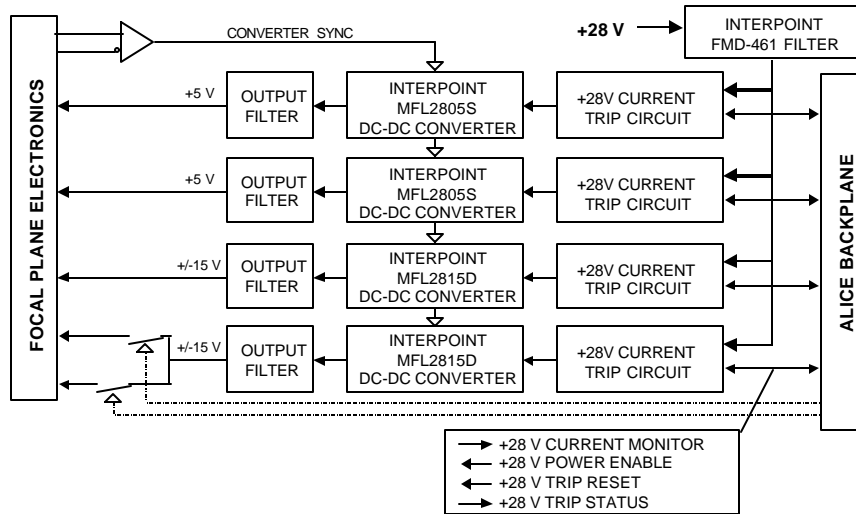 CONVERTER SYNC
+28 V
INTERPOINT
FMD-461 FILTER
FOCAL PLANE ELECTRONICS
ALICE BACKPLANE
+5 V
OUTPUT
FILTER
INTERPOINT
MFL2805S
DC-DC CONVERTER
+28V CURRENT
TRIP CIRCUIT
+5 V
OUTPUT
FILTER
INTERPOINT
MFL2805S
DC-DC CONVERTER
+28V CURRENT
TRIP CIRCUIT
+/-15 V
OUTPUT
FILTER
INTERPOINT
MFL2815D
DC-DC CONVERTER
+28V CURRENT
TRIP CIRCUIT
+/-15 V
OUTPUT
FILTER
INTERPOINT
MFL2815D
DC-DC CONVERTER
+28V CURRENT
TRIP CIRCUIT
+28 V CURRENT MONITOR
+28 V POWER ENABLE
+28 V TRIP RESET
+28 V TRIP STATUS